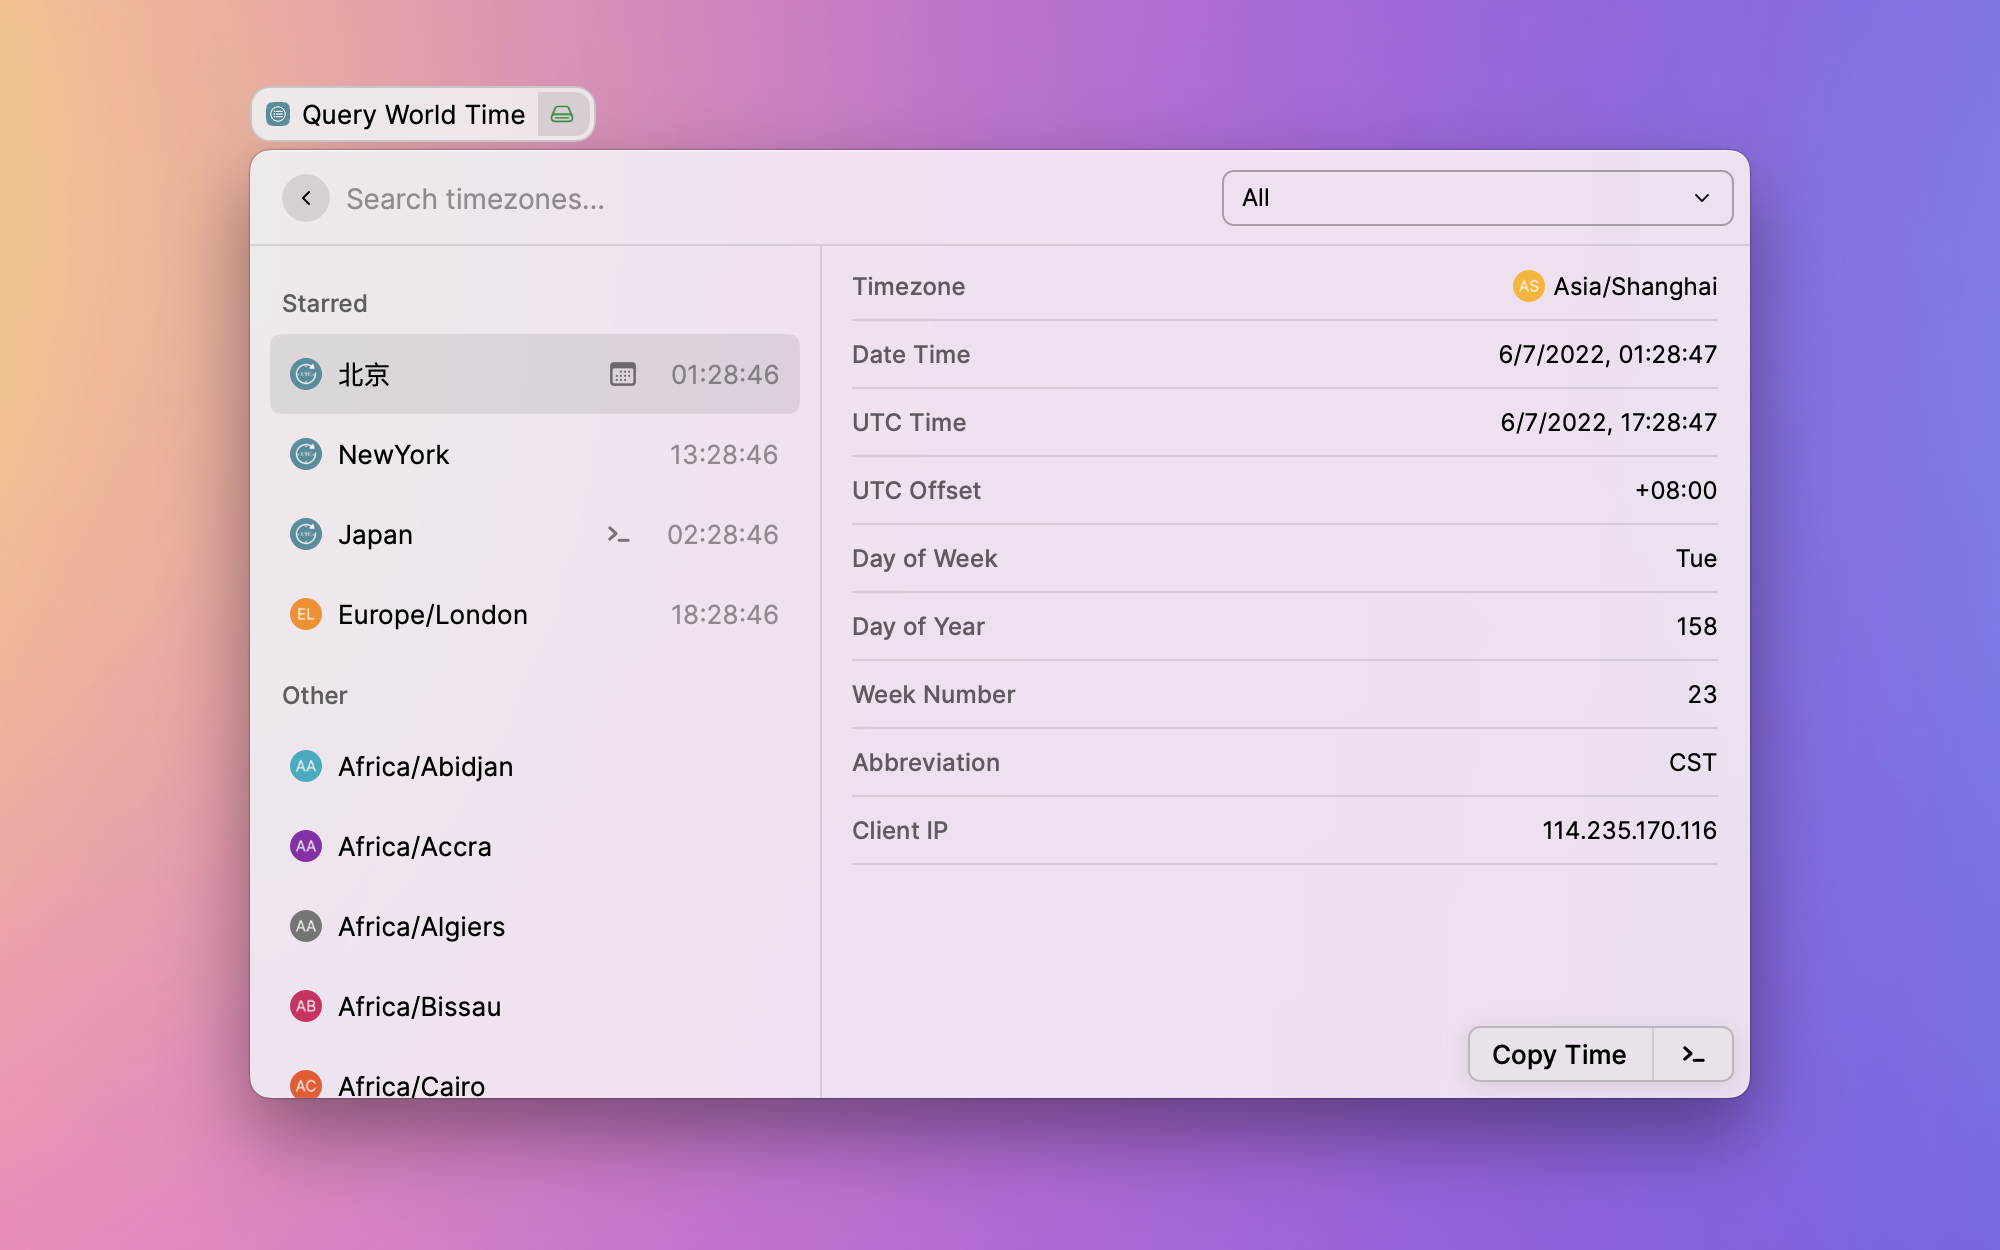 Query World Time
Search timezones...
All
Starred
北京 01:28:46
NewYork 13:28:46
Japan >_ 02:28:46
EL Europe/London 18:28:46
Other
AA Africa/Abidjan
AA Africa/Accra
AA Africa/Algiers
AB Africa/Bissau
AC Africa/Cairo
Timezone AS Asia/Shanghai
Date Time 6/7/2022, 01:28:47
UTC Time 6/7/2022, 17:28:47
UTC Offset +08:00
Day of Week Tue
Day of Year 158
Week Number 23
Abbreviation CST
Client IP 114.235.170.116
Copy Time >_